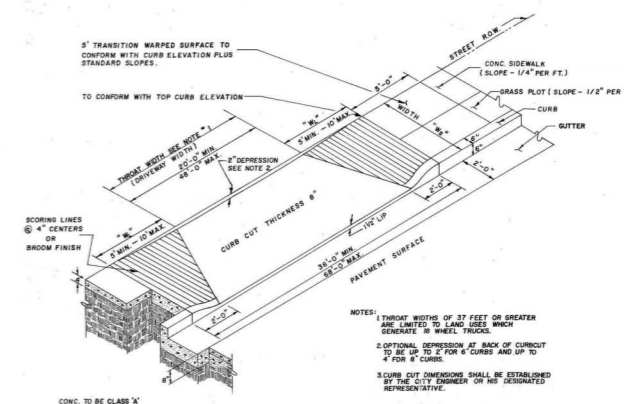 5' TRANSITION WARPED SURFACE TO
CONFORM WITH CURB ELEVATION PLUS
STANDARD SLOPES.
STREET R.O.W.
CONC. SIDEWALK
(SLOPE - 1/4" PER FT.)
5'-0"
GRASS PLOT (SLOPE - 1/2" PER
TO CONFORM WITH TOP CURB ELEVATION
CURB
WIDTH
"WL"
5' MIN. - 10' MAX.
"WS"
GUTTER
THROAT WIDTH SEE NOTE
(DRIVEWAY WIDTH)
20'-0" MIN.
48'-0" MAX.
6"
6"
2" DEPRESSION
SEE NOTE 2
2'-0"
2'-0"
CURB CUT THICKNESS 8"
1 1/2" LIP
"WL"
5' MIN. - 10' MAX.
SCORING LINES
@ 4" CENTERS
OR
BROOM FINISH
36'-0" MIN.
68'-0" MAX.
PAVEMENT SURFACE
2'-0"
8"
NOTES:
1. THROAT WIDTHS OF 37 FEET OR GREATER
ARE LIMITED TO LAND USES WHICH
GENERATE 18 WHEEL TRUCKS.
2. OPTIONAL DEPRESSION AT BACK OF CURBCUT
TO BE UP TO 2" FOR 6" CURBS AND UP TO
4" FOR 8" CURBS.
3. CURB CUT DIMENSIONS SHALL BE ESTABLISHED
BY THE CITY ENGINEER OR HIS DESIGNATED
REPRESENTATIVE.
CONC. TO BE CLASS 'A'